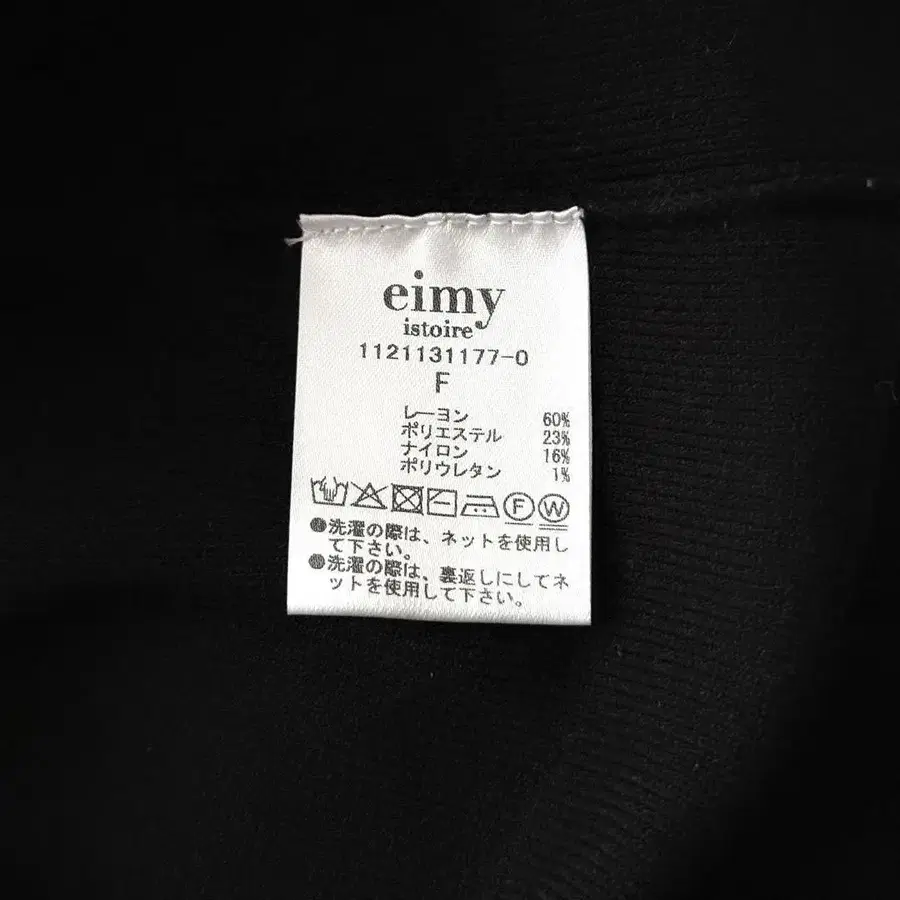 eimy
istoire
1121131177-0
F
レーヨン 60%
ポリエステル 23%
ナイロン 16%
ポリウレタン 1%
F W
●洗濯の際は、ネットを使用し
て下さい。
●洗濯の際は、裏返しにしてネ
ットを使用して下さい。